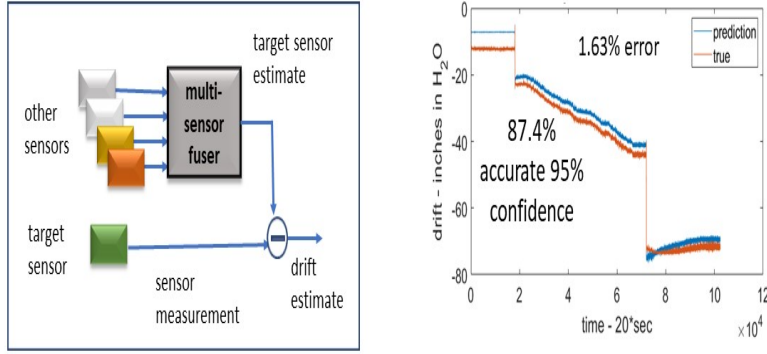 target sensor
estimate
multi-
sensor
fuser
other
sensors
target
sensor
sensor
measurement
drift
estimate
0
-20
-40
-60
-80
drift - inches in H2O
1.63% error
prediction
true
87.4%
accurate 95%
confidence
0
2
4
6
8
10
12
time - 20*sec
×10^4